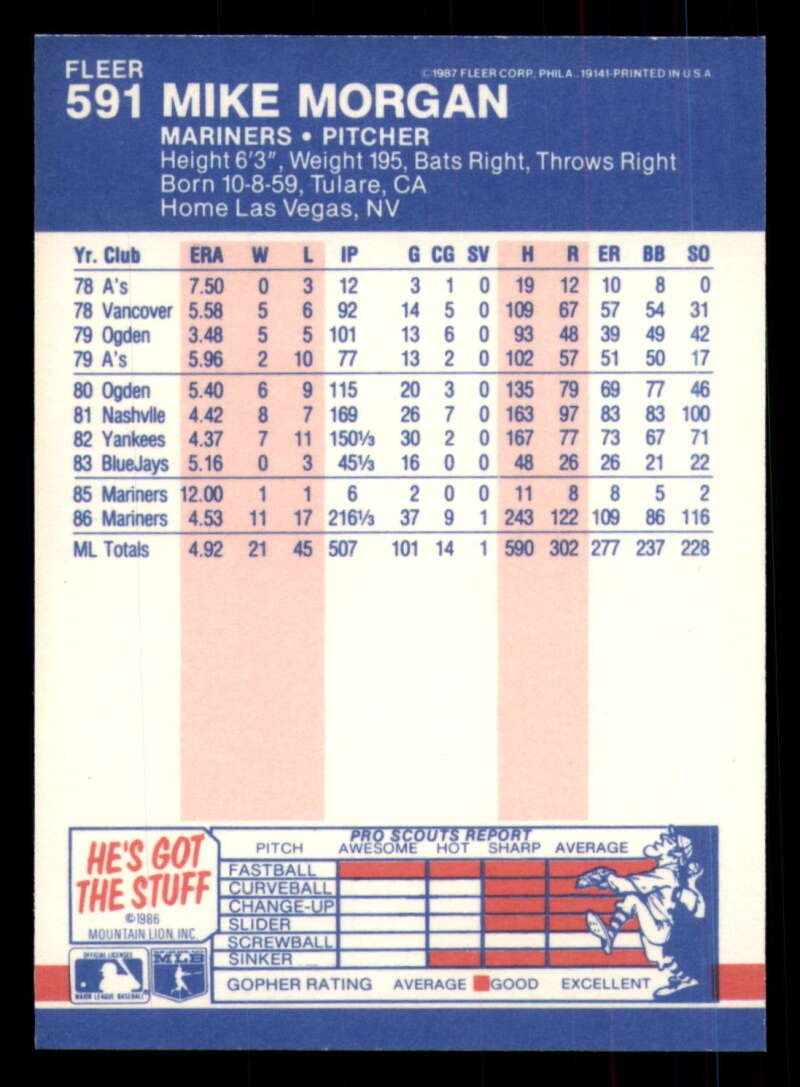 FLEER
©1987 FLEER CORP. PHILA., 19141-PRINTED IN U.S.A.
591 MIKE MORGAN
MARINERS • PITCHER
Height 6'3", Weight 195, Bats Right, Throws Right
Born 10-8-59, Tulare, CA
Home Las Vegas, NV
Yr. Club ERA W L IP G CG SV H R ER BB SO
78 A's 7.50 0 3 12 3 1 0 19 12 10 8 0
78 Vancover 5.58 5 6 92 14 5 0 109 67 57 54 31
79 Ogden 3.48 5 5 101 13 6 0 93 48 39 49 42
79 A's 5.96 2 10 77 13 2 0 102 57 51 50 17
80 Ogden 5.40 6 9 115 20 3 0 135 79 69 77 46
81 Nashvlle 4.42 8 7 169 26 7 0 163 97 83 83 100
82 Yankees 4.37 7 11 150⅓ 30 2 0 167 77 73 67 71
83 BlueJays 5.16 0 3 45⅓ 16 0 0 48 26 26 21 22
85 Mariners 12.00 1 1 6 2 0 0 11 8 8 5 2
86 Mariners 4.53 11 17 216⅓ 37 9 1 243 122 109 86 116
ML Totals 4.92 21 45 507 101 14 1 590 302 277 237 228
HE'S GOT
THE STUFF
©1986
MOUNTAIN LION, INC.
PRO SCOUTS REPORT
PITCH AWESOME HOT SHARP AVERAGE
FASTBALL
CURVEBALL
CHANGE-UP
SLIDER
SCREWBALL
SINKER
GOPHER RATING AVERAGE GOOD EXCELLENT
OFFICIAL LICENSEE
MAJOR LEAGUE BASEBALL
MLB